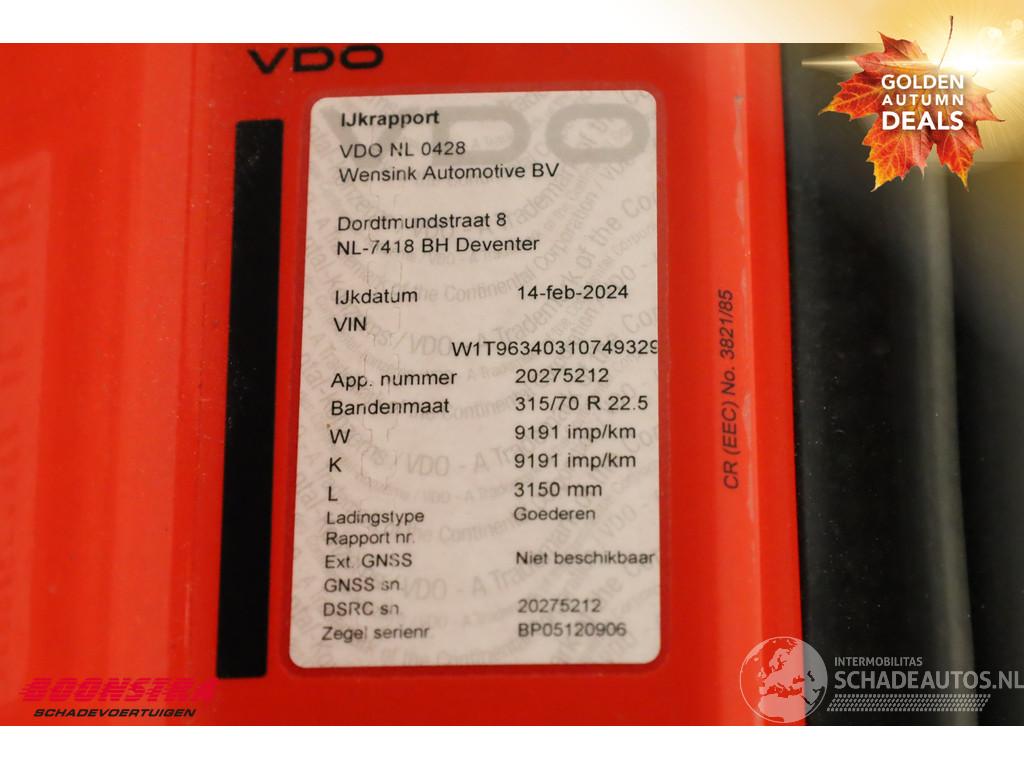 VDO
GOLDEN
AUTUMN
DEALS
IJkrapport
VDO NL 0428
Wensink Automotive BV
Dordtmundstraat 8
NL-7418 BH Deventer
IJkdatum 14-feb-2024
VIN
W1T96340310749329
App. nummer 20275212
Bandenmaat 315/70 R 22.5
W 9191 imp/km
K 9191 imp/km
L 3150 mm
Ladingstype Goederen
Rapport nr.
Ext. GNSS Niet beschikbaar
GNSS sn
DSRC sn 20275212
Zegel serienr BP05120906
CR (EEC) No. 3821/85
BOONSTRA
SCHADEVOERTUIGEN
INTERMOBILITAS
SCHADEAUTOS.NL